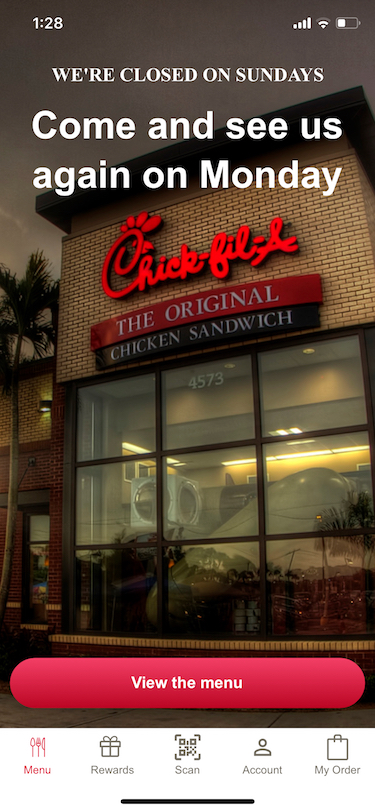 1:28
WE'RE CLOSED ON SUNDAYS
Come and see us
again on Monday
Chick-fil-A
THE ORIGINAL
CHICKEN SANDWICH
4573
View the menu
Menu Rewards Scan Account My Order